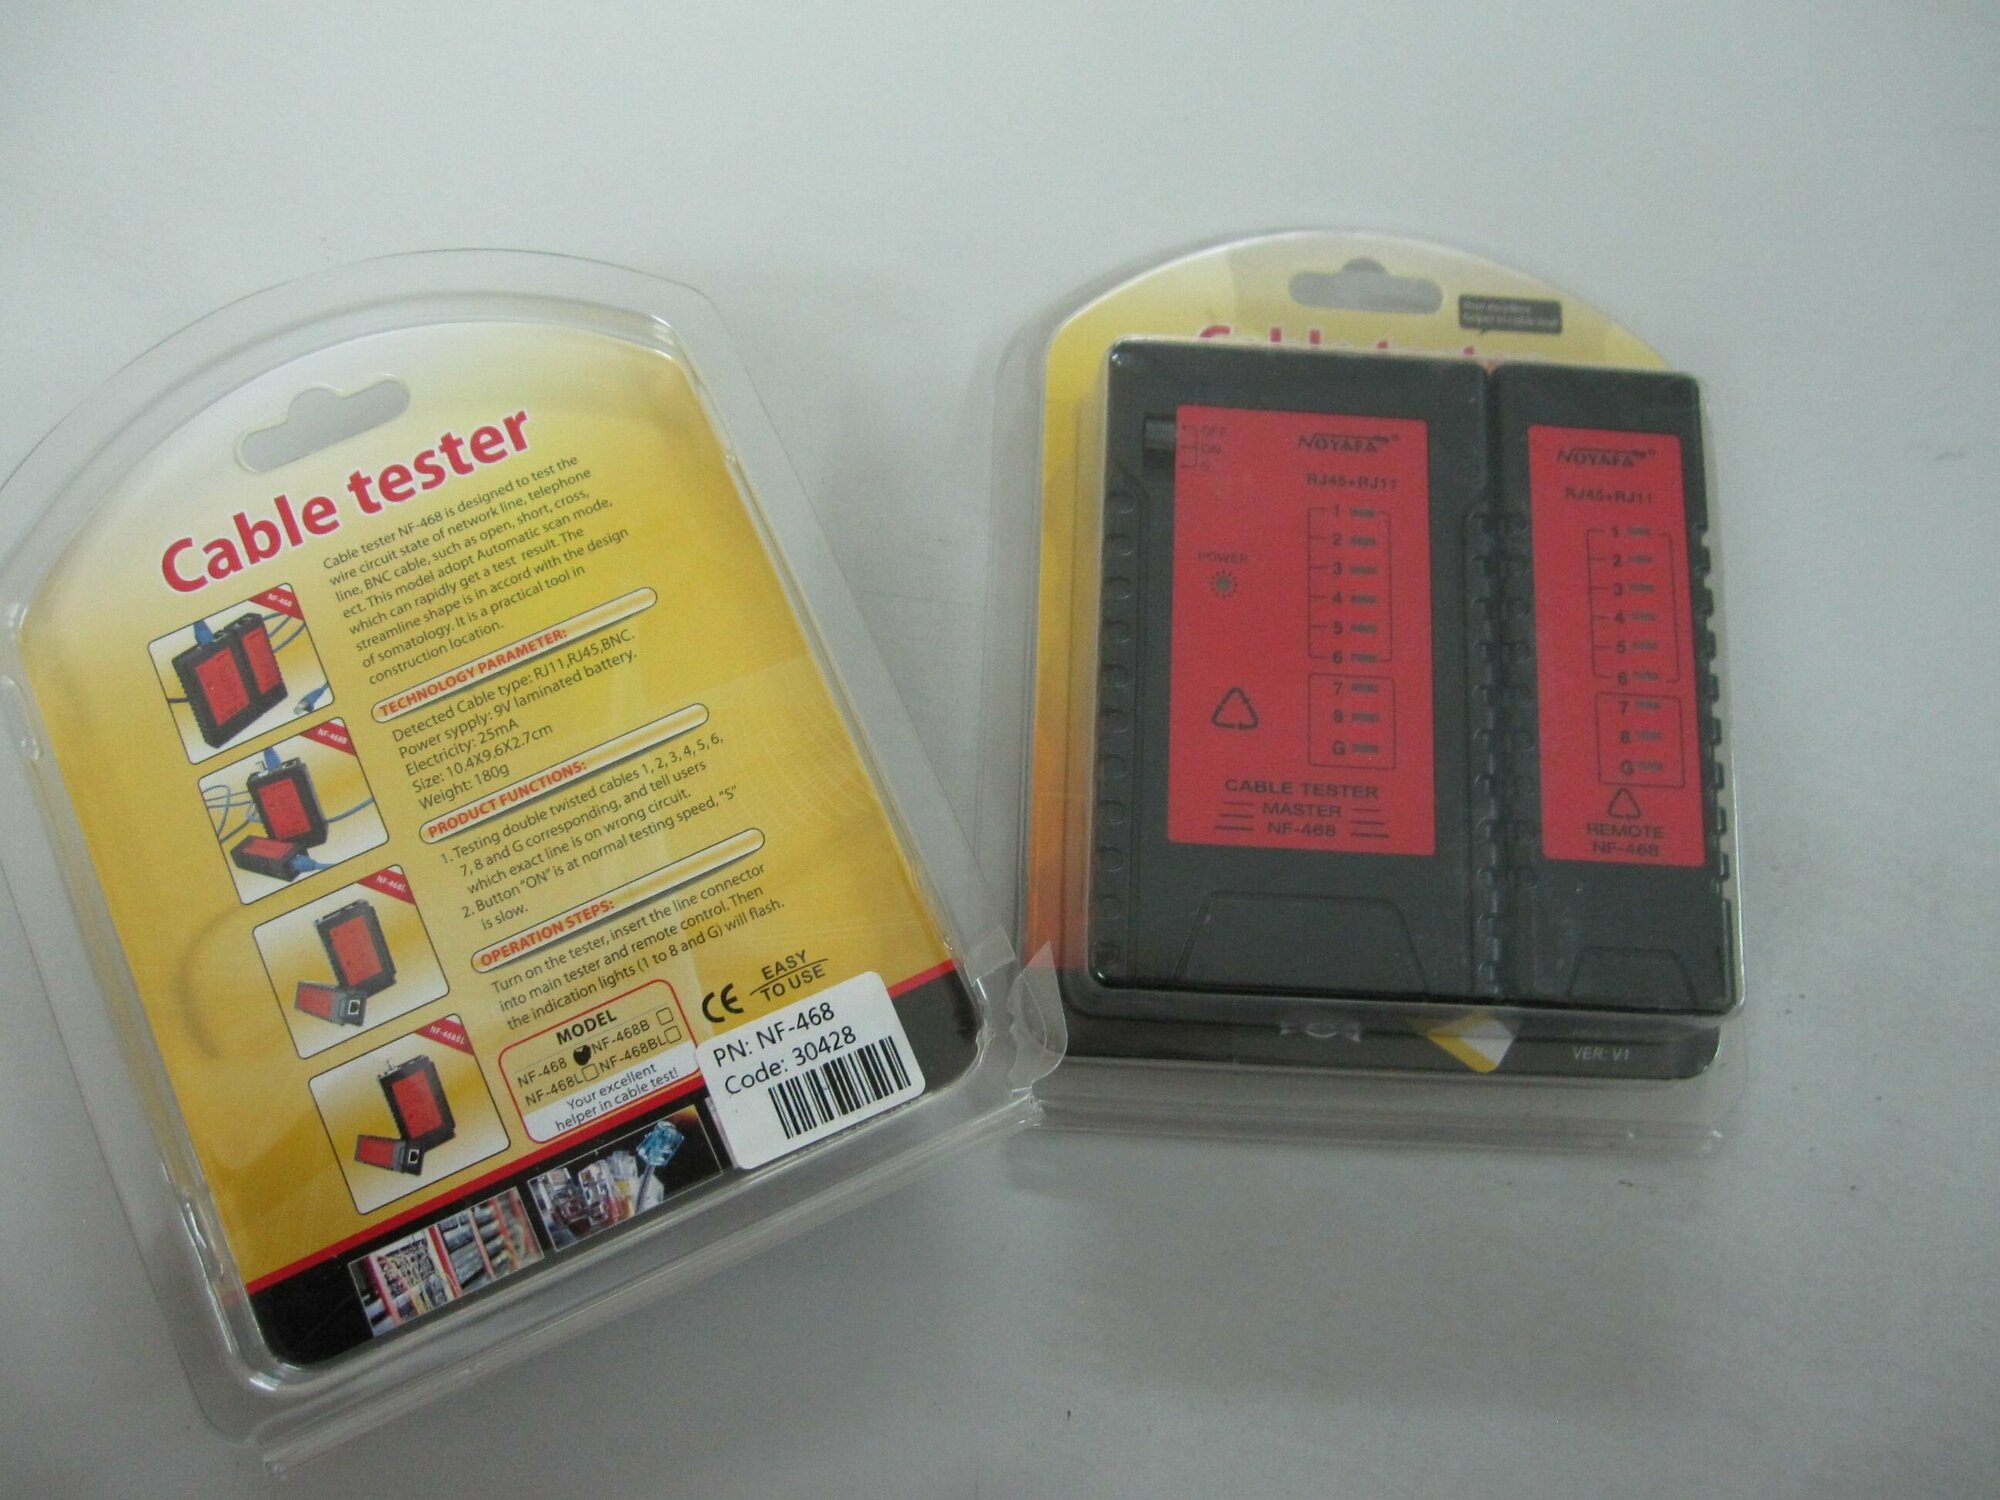 Cable tester
Cable tester NF-468 is designed to test the
wire circuit state of network line, telephone
line, BNC cable, such as open, short, cross,
ect. This model adopt Automatic scan mode,
which can rapidly get a test result. The
streamline shape is in accord with the design
of somatology. It is a practical tool in
construction location.
NF-468
NF-468B
NF-468L
NF-468BL
TECHNOLOGY PARAMETER:
Detected Cable type: RJ11,RJ45,BNC.
Power sypply: 9V laminated battery.
Electricity: 25mA
Size: 10.4X9.6X2.7cm
Weight: 180g
PRODUCT FUNCTIONS:
1. Testing double twisted cables 1, 2, 3, 4, 5, 6,
7, 8 and G corresponding, and tell users
which exact line is on wrong circuit.
2. Button "ON" is at normal testing speed, "S"
is slow.
OPERATION STEPS:
Turn on the tester, insert the line connector
into main tester and remote control. Then
the indication lights (1 to 8 and G) will flash.
MODEL
NF-468 NF-468B
NF-468L NF-468BL
Your excellent
helper in cable test!
CE
EASY
TO USE
PN: NF-468
Code: 30428
Your excellent
helper in cable test!
Cable tester
OFF
ON
S
NOYAFA
RJ45+RJ11
POWER
1
2
3
4
5
6
7
8
G
CABLE TESTER
MASTER
NF-468
NOYAFA
RJ45+RJ11
1
2
3
4
5
6
7
8
G
REMOTE
NF-468
VER: V1